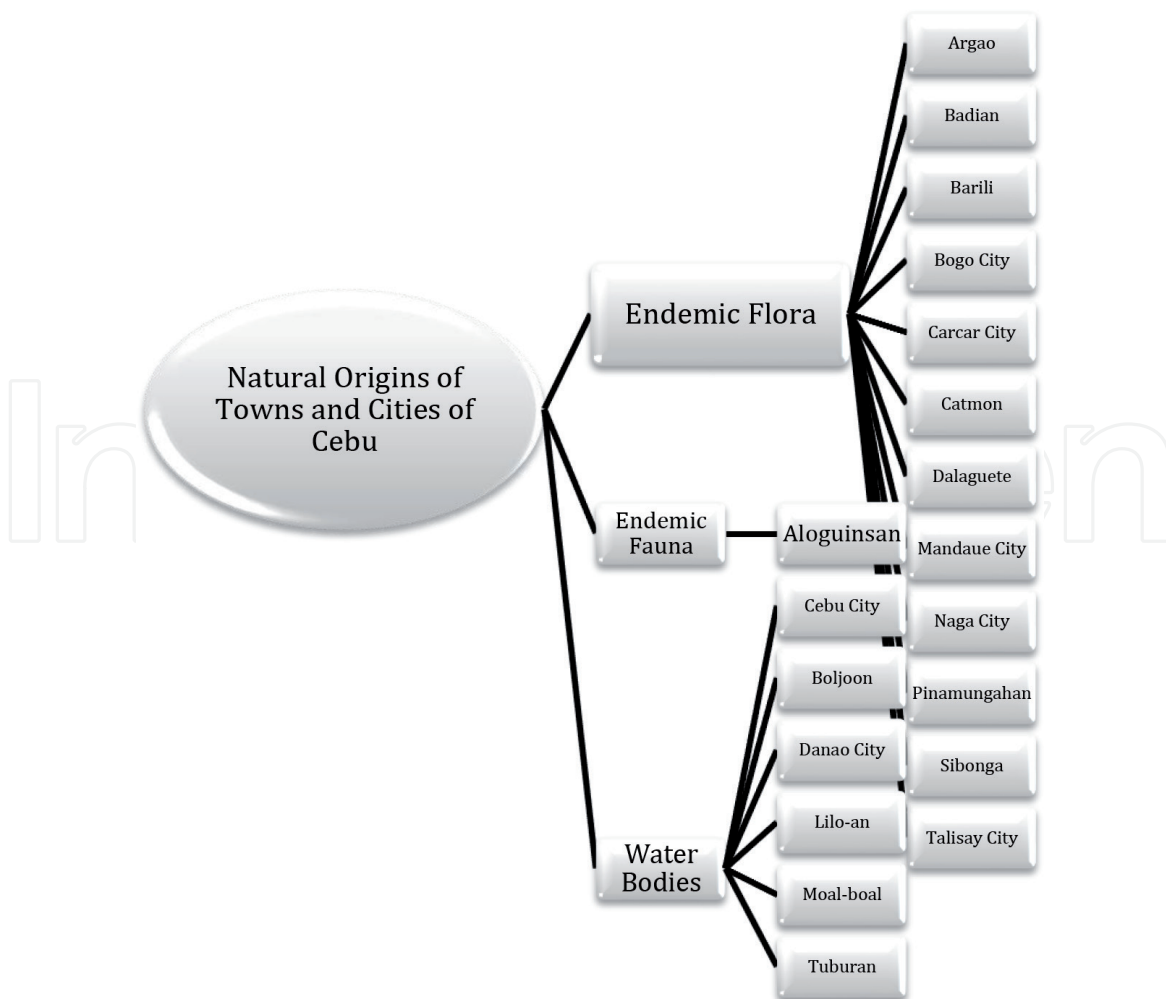 Natural Origins of
Towns and Cities of
Cebu
Endemic Flora
Argao
Badian
Barili
Bogo City
Carcar City
Catmon
Dalaguete
Mandaue City
Naga City
Pinamungahan
Sibonga
Talisay City
Endemic
Fauna
Aloguinsan
Water
Bodies
Cebu City
Boljoon
Danao City
Lilo-an
Moal-boal
Tuburan